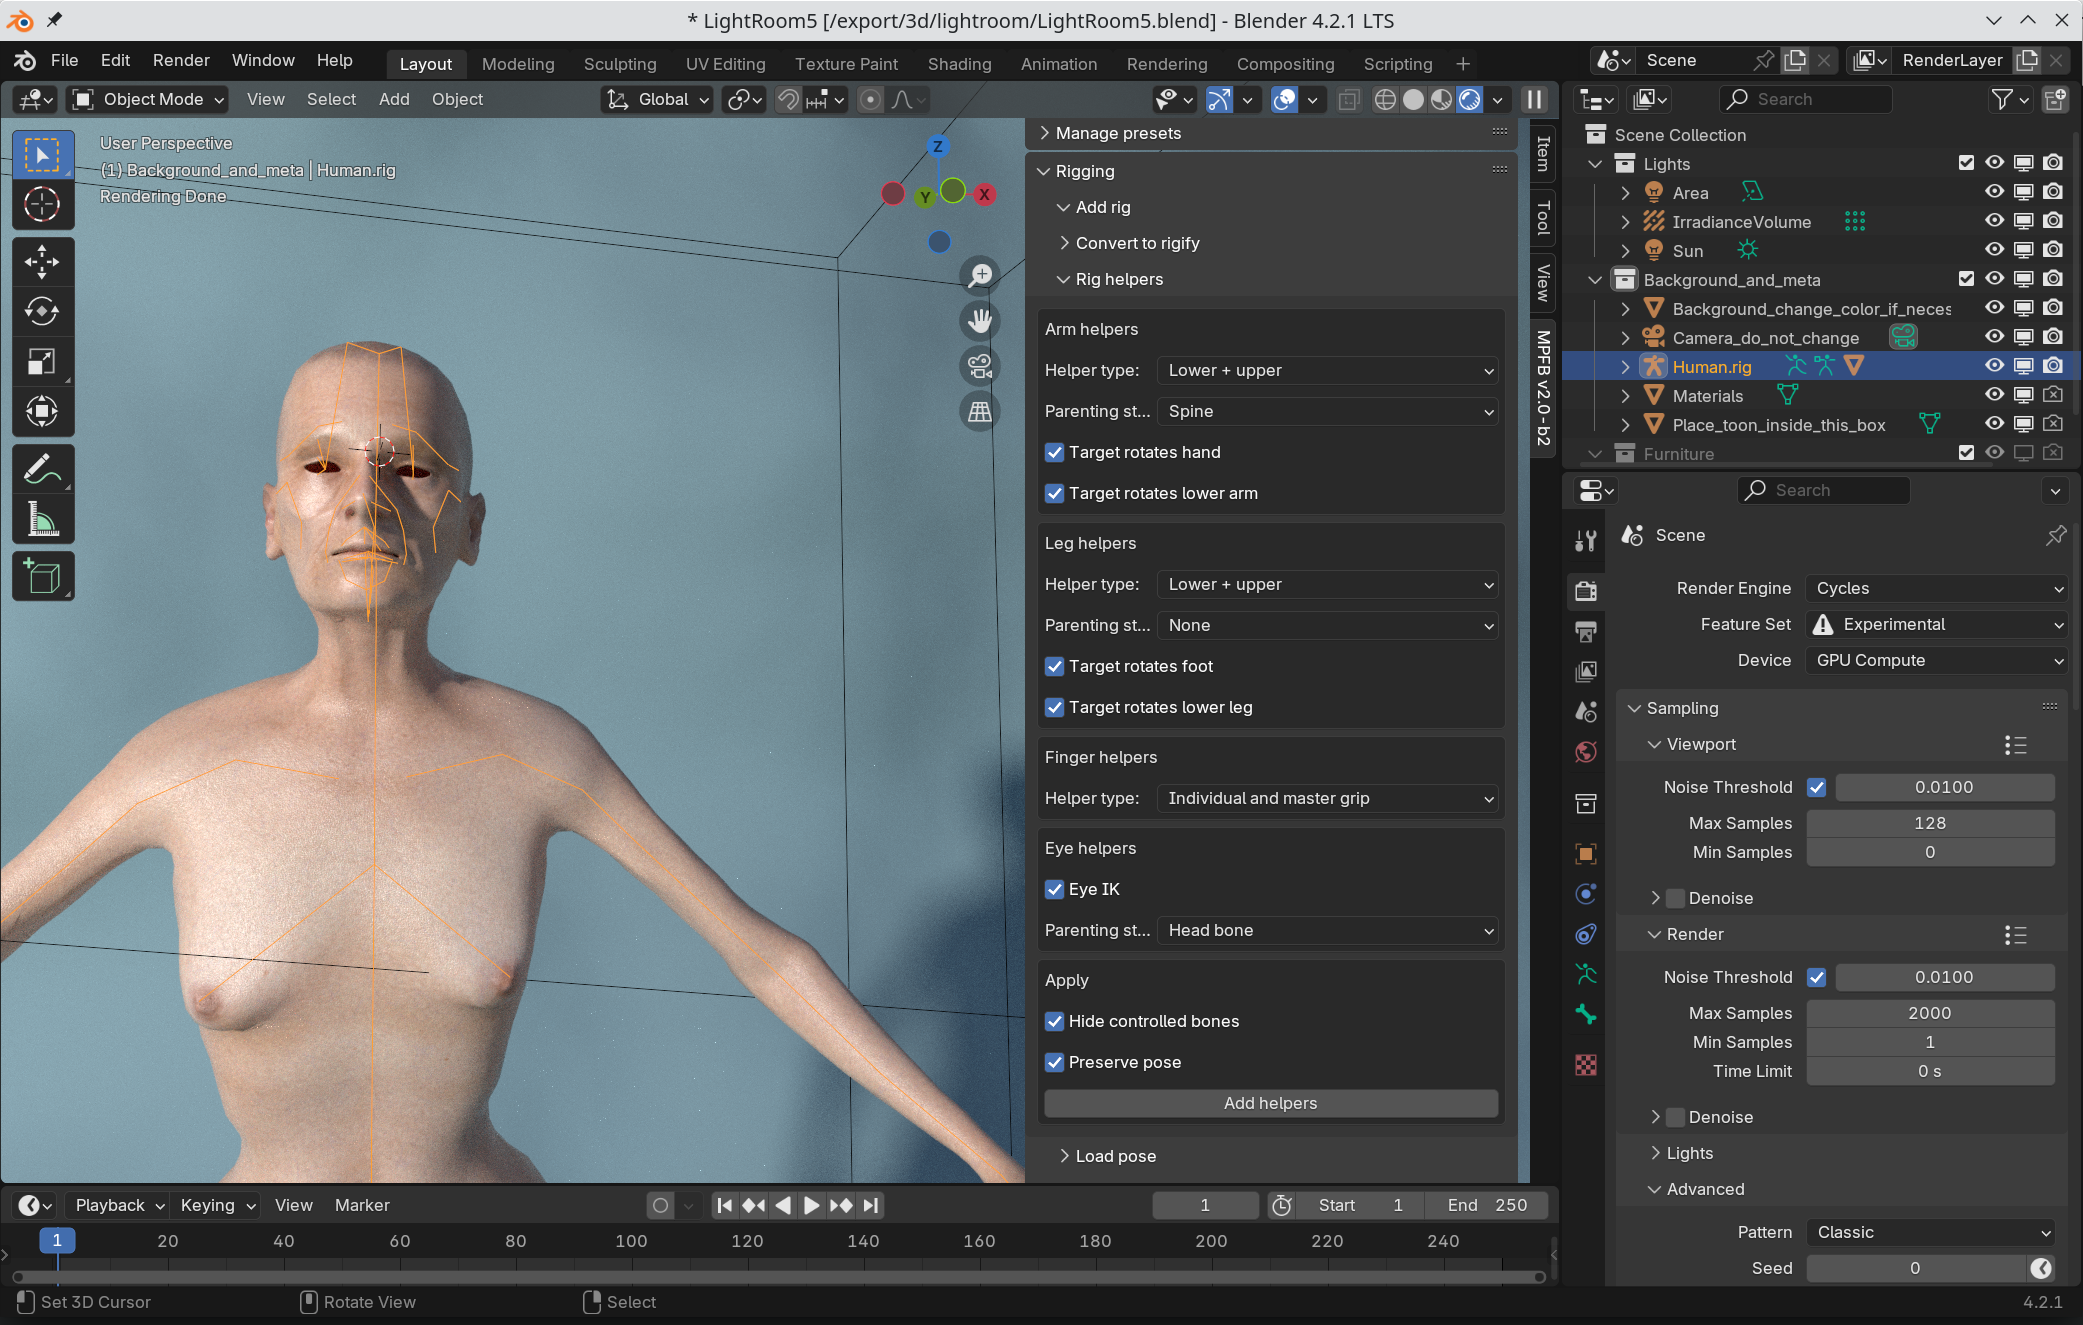 * LightRoom5 [/export/3d/lightroom/LightRoom5.blend] - Blender 4.2.1 LTS
File Edit Render Window Help Layout Modeling Sculpting UV Editing Texture Paint Shading Animation Rendering Compositing Scripting + Scene RenderLayer
Object Mode View Select Add Object Global
User Perspective
(1) Background_and_meta | Human.rig
Rendering Done
Z
Y
X
Manage presets
Rigging
Add rig
Convert to rigify
Rig helpers
Arm helpers
Helper type: Lower + upper
Parenting st... Spine
Target rotates hand
Target rotates lower arm
Leg helpers
Helper type: Lower + upper
Parenting st... None
Target rotates foot
Target rotates lower leg
Finger helpers
Helper type: Individual and master grip
Eye helpers
Eye IK
Parenting st... Head bone
Apply
Hide controlled bones
Preserve pose
Add helpers
Load pose
Item
Tool
View
MPFB v2.0 - b2
Search
Scene Collection
Lights
Area
IrradianceVolume
Sun
Background_and_meta
Background_change_color_if_neces
Camera_do_not_change
Human.rig
Materials
Place_toon_inside_this_box
Furniture
Search
Scene
Render Engine Cycles
Feature Set Experimental
Device GPU Compute
Sampling
Viewport
Noise Threshold 0.0100
Max Samples 128
Min Samples 0
Denoise
Render
Noise Threshold 0.0100
Max Samples 2000
Min Samples 1
Time Limit 0 s
Denoise
Lights
Advanced
Pattern Classic
Seed 0
Playback Keying View Marker 1 Start 1 End 250
1 20 40 60 80 100 120 140 160 180 200 220 240
Set 3D Cursor Rotate View Select 4.2.1